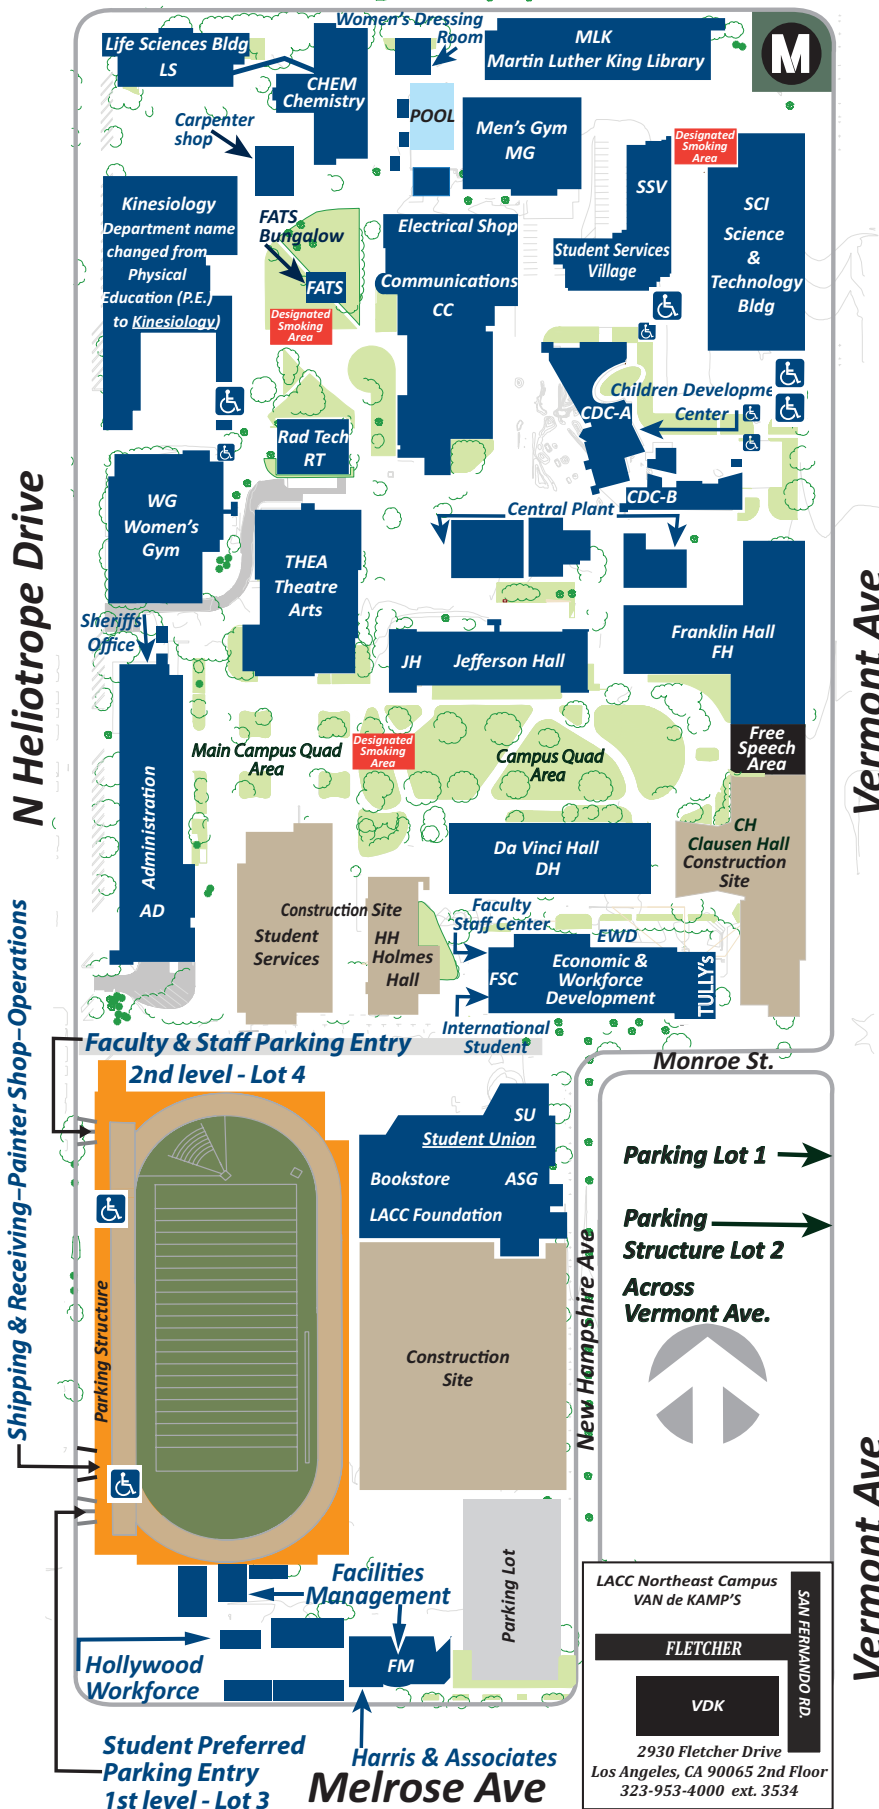 Women's Dressing
Room
Life Sciences Bldg
LS
CHEM
Chemistry
MLK
Martin Luther King Library
M
Carpenter
shop
POOL
Men's Gym
MG
Designated
Smoking
Area
SSV
Student Services
Village
SCI
Science
&
Technology
Bldg
Kinesiology
Department name
changed from
Physical
Education (P.E.)
to Kinesiology)
FATS
Bungalow
FATS
Designated
Smoking
Area
Electrical Shop
Communications
CC
Children Developme
Center
CDC-A
CDC-B
Rad Tech
RT
WG
Women's
Gym
Central Plant
THEA
Theatre
Arts
N Heliotrope Drive
Vermont Ave
Sheriffs
Office
JH
Jefferson Hall
Franklin Hall
FH
Free
Speech
Area
Main Campus Quad
Area
Designated
Smoking
Area
Campus Quad
Area
Administration
AD
CH
Clausen Hall
Construction
Site
Da Vinci Hall
DH
Construction Site
Student
Services
HH
Holmes
Hall
Faculty
Staff Center
EWD
FSC
Economic &
Workforce
Development
TULLY's
International
Student
Shipping & Receiving–Painter Shop–Operations
Faculty & Staff Parking Entry
2nd level - Lot 4
Monroe St.
SU
Student Union
Bookstore
ASG
LACC Foundation
Parking Lot 1
Parking
Structure Lot 2
Across
Vermont Ave.
New Hampshire Ave
Parking Structure
Construction
Site
Vermont Ave
Parking Lot
Facilities
Management
FM
Hollywood
Workforce
Harris & Associates
Student Preferred
Parking Entry
1st level - Lot 3
Melrose Ave
LACC Northeast Campus
VAN de KAMP'S
SAN FERNANDO RD.
FLETCHER
VDK
2930 Fletcher Drive
Los Angeles, CA 90065 2nd Floor
323-953-4000 ext. 3534